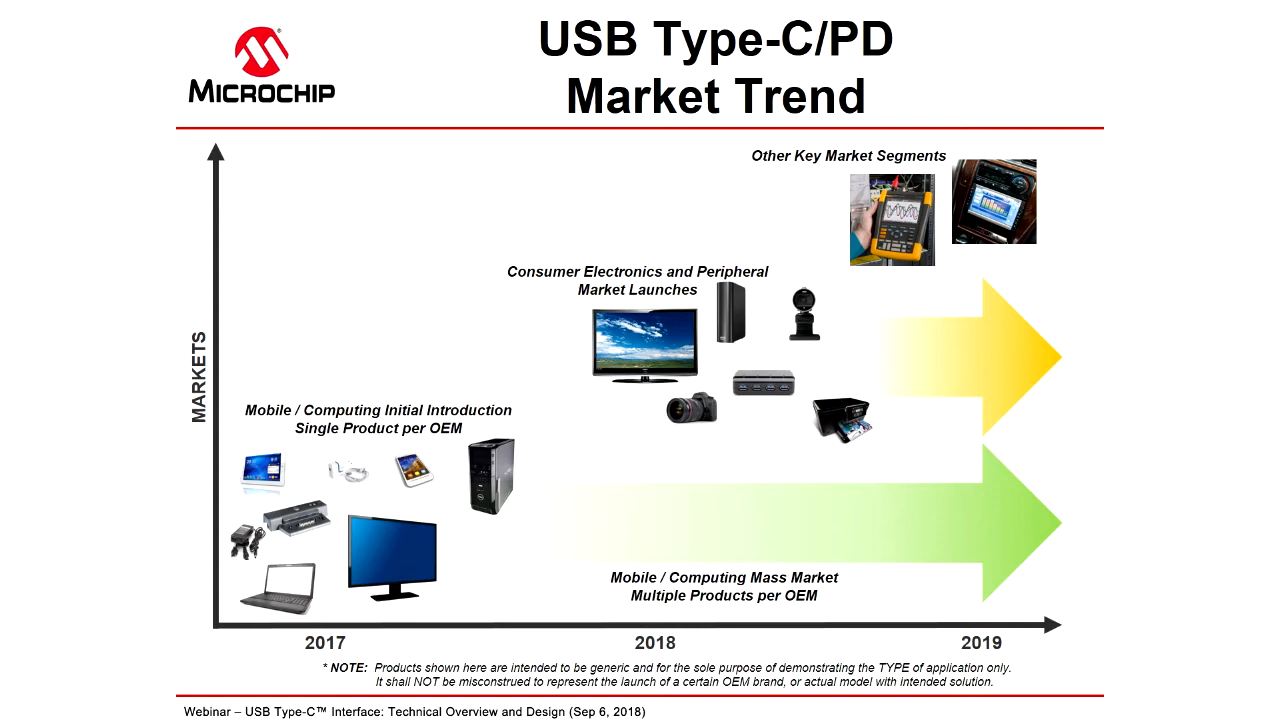 MICROCHIP
USB Type-C/PD
Market Trend
Other Key Market Segments
Consumer Electronics and Peripheral
Market Launches
MARKETS
Mobile / Computing Initial Introduction
Single Product per OEM
Mobile / Computing Mass Market
Multiple Products per OEM
2017
2018
2019
* NOTE: Products shown here are intended to be generic and for the sole purpose of demonstrating the TYPE of application only.
It shall NOT be misconstrued to represent the launch of a certain OEM brand, or actual model with intended solution.
Webinar – USB Type-C™ Interface: Technical Overview and Design (Sep 6, 2018)